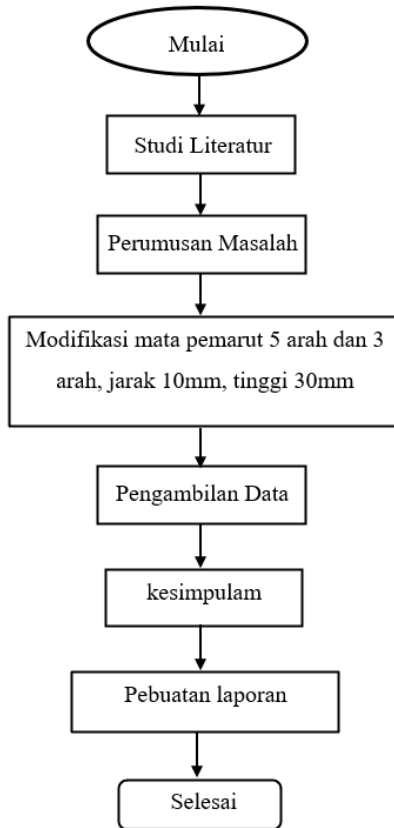 Mulai
Studi Literatur
Perumusan Masalah
Modifikasi mata pemarut 5 arah dan 3
arah, jarak 10mm, tinggi 30mm
Pengambilan Data
kesimpulam
Pebuatan laporan
Selesai